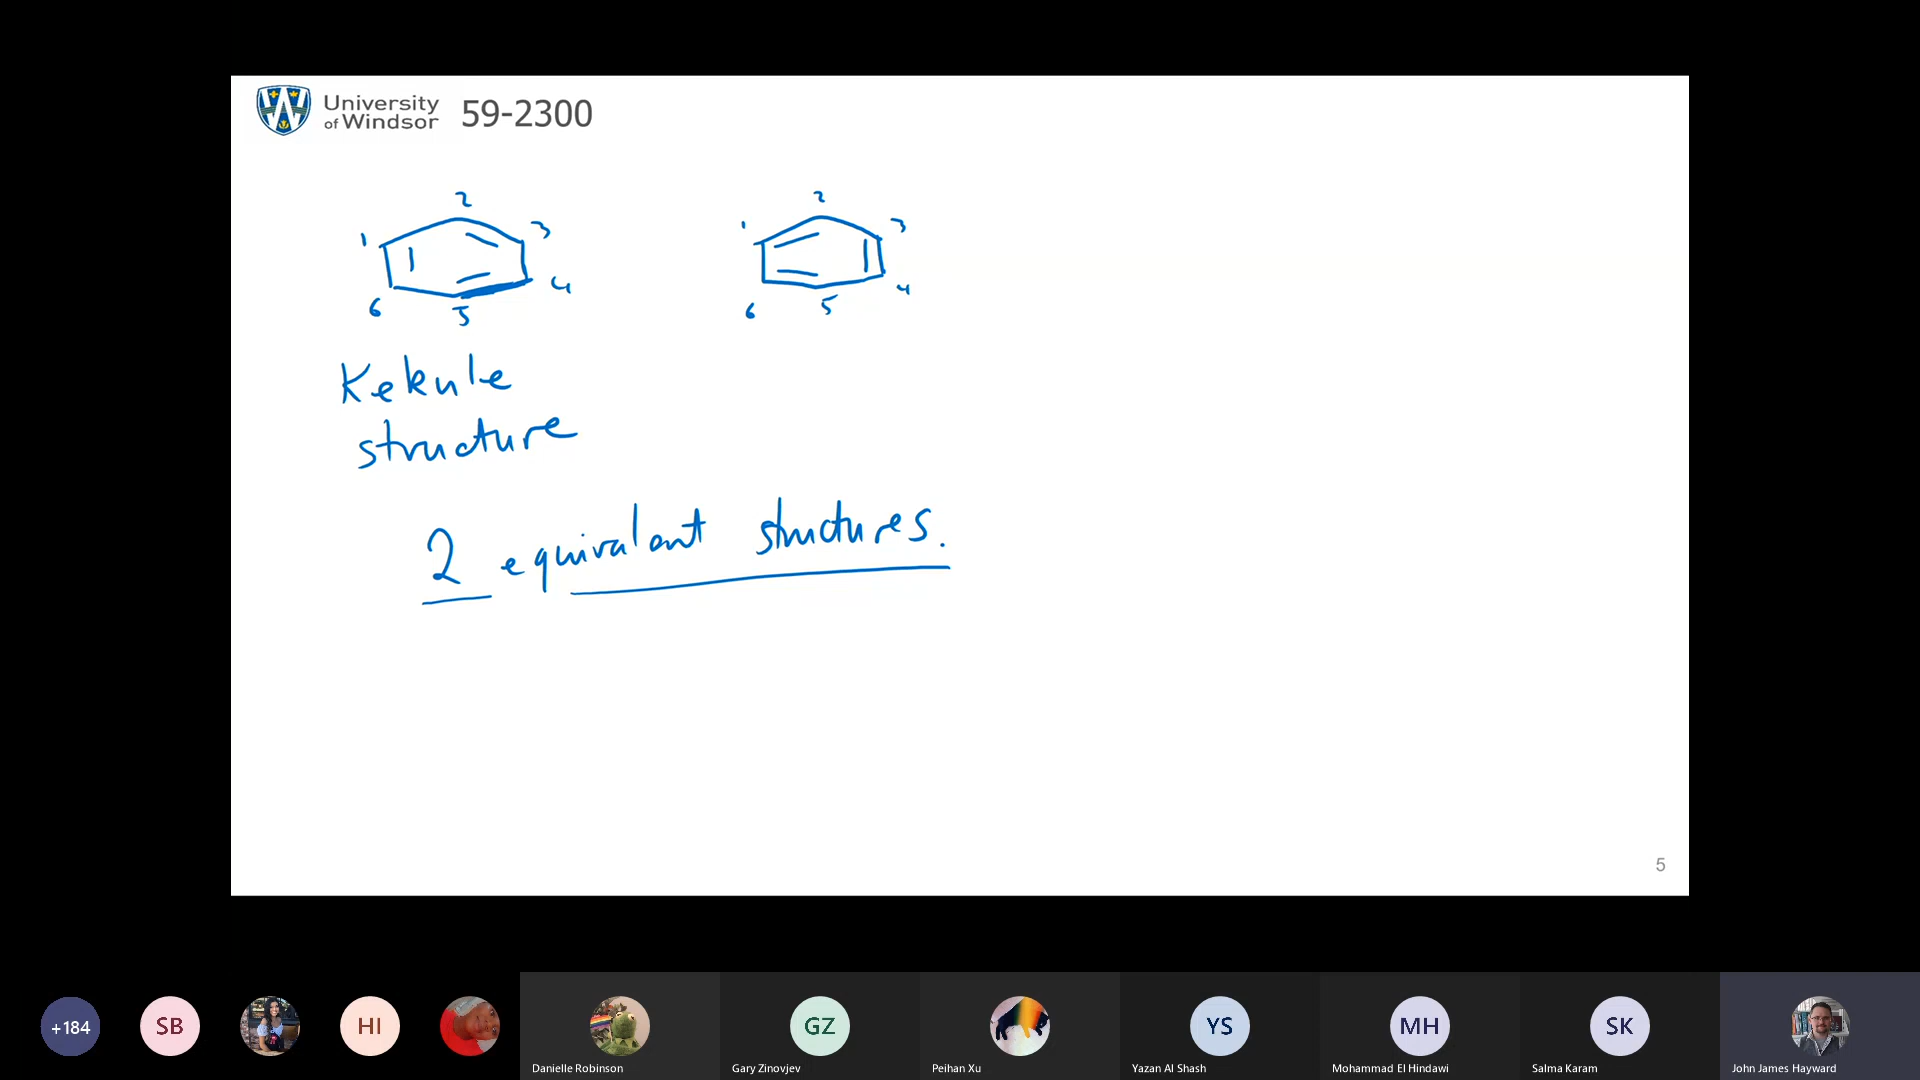 University
of Windsor
59-2300
2
2
1
3
1
3
6
5
4
6
5
4
Kekule
structure
2 equivalent structures.
5
+184
SB
HI
GZ
YS
MH
SK
Danielle Robinson
Gary Zinovjev
Peihan Xu
Yazan Al Shash
Mohammad El Hindawi
Salma Karam
John James Hayward